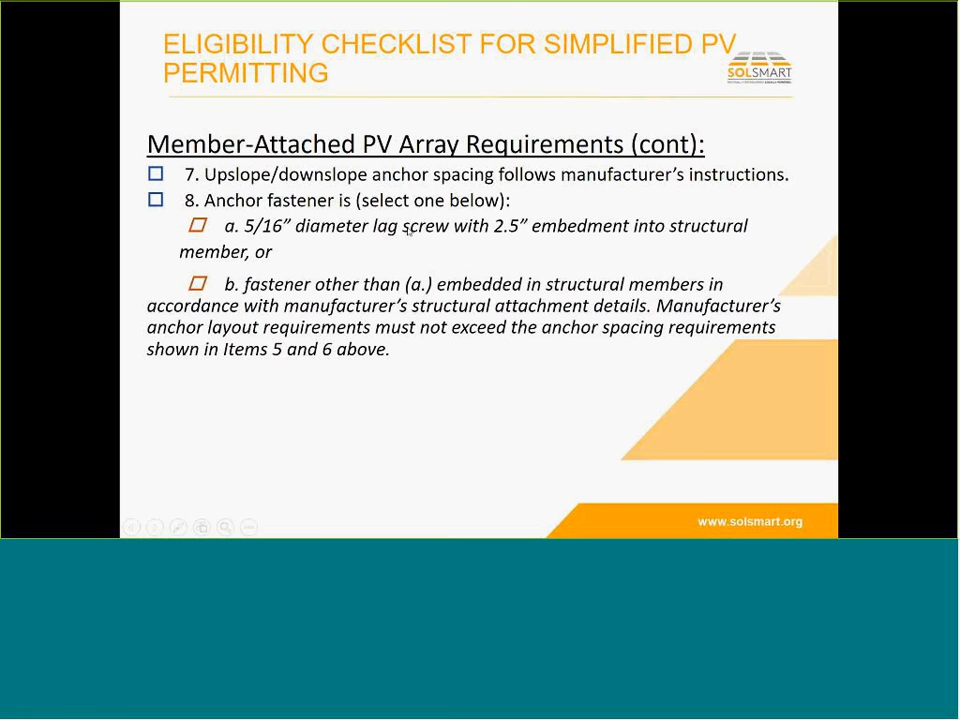 ELIGIBILITY CHECKLIST FOR SIMPLIFIED PV
PERMITTING
SOLSMART
Member-Attached PV Array Requirements (cont):
7. Upslope/downslope anchor spacing follows manufacturer's instructions.
8. Anchor fastener is (select one below):
a. 5/16" diameter lag screw with 2.5" embedment into structural
member, or
b. fastener other than (a.) embedded in structural members in
accordance with manufacturer's structural attachment details. Manufacturer's
anchor layout requirements must not exceed the anchor spacing requirements
shown in Items 5 and 6 above.
www.solsmart.org